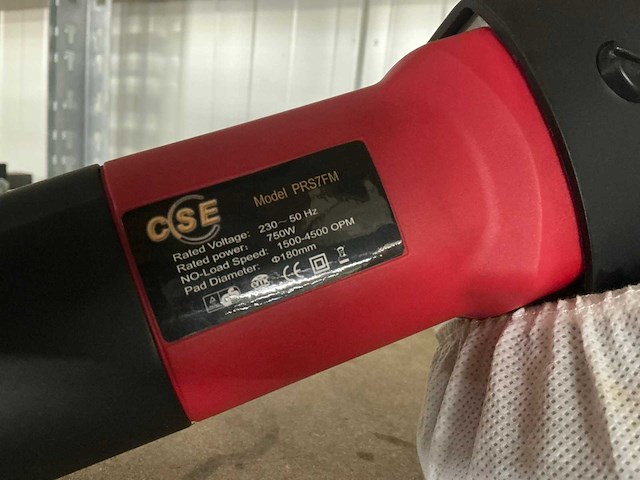 CSE
Model PRS7FM
Rated Voltage: 230~50 Hz
Rated power: 750W
NO-Load Speed: 1500-4500 OPM
Pad Diameter: Φ180mm
CE